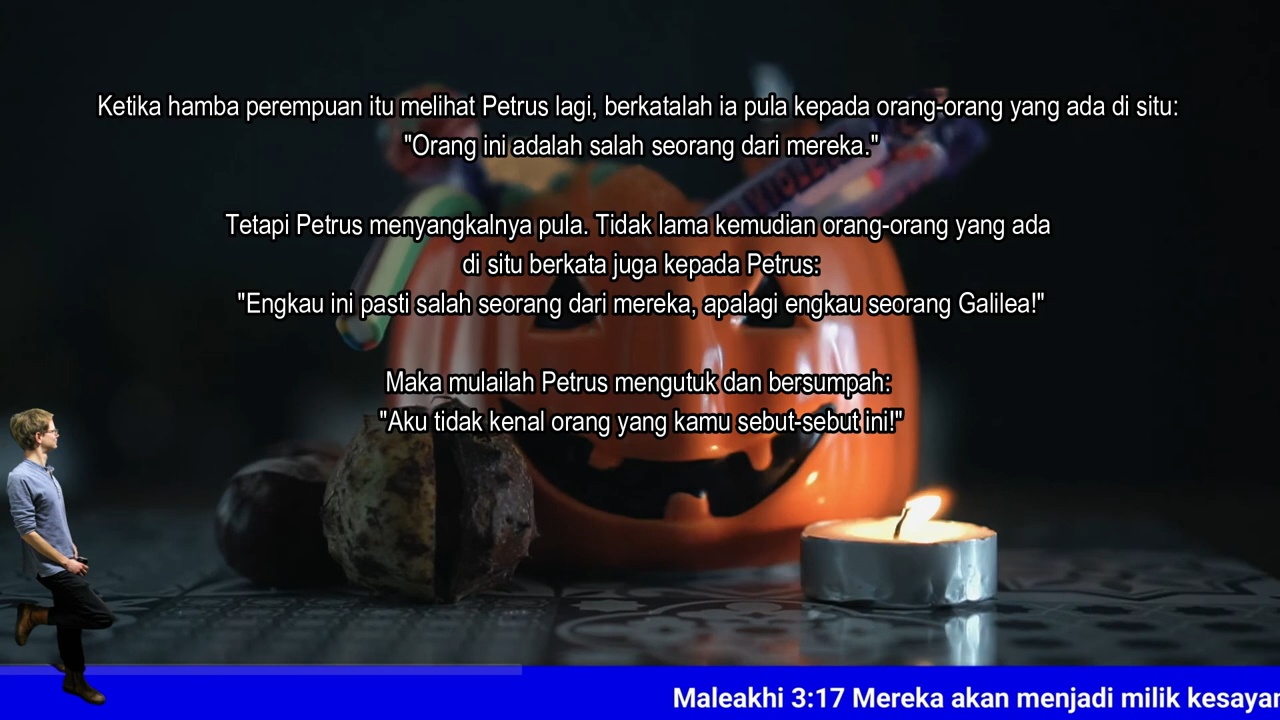 Ketika hamba perempuan itu melihat Petrus lagi, berkatalah ia pula kepada orang-orang yang ada di situ:
"Orang ini adalah salah seorang dari mereka."
Tetapi Petrus menyangkalnya pula. Tidak lama kemudian orang-orang yang ada
di situ berkata juga kepada Petrus:
"Engkau ini pasti salah seorang dari mereka, apalagi engkau seorang Galilea!"
Maka mulailah Petrus mengutuk dan bersumpah:
"Aku tidak kenal orang yang kamu sebut-sebut ini!"
Maleakhi 3:17 Mereka akan menjadi milik